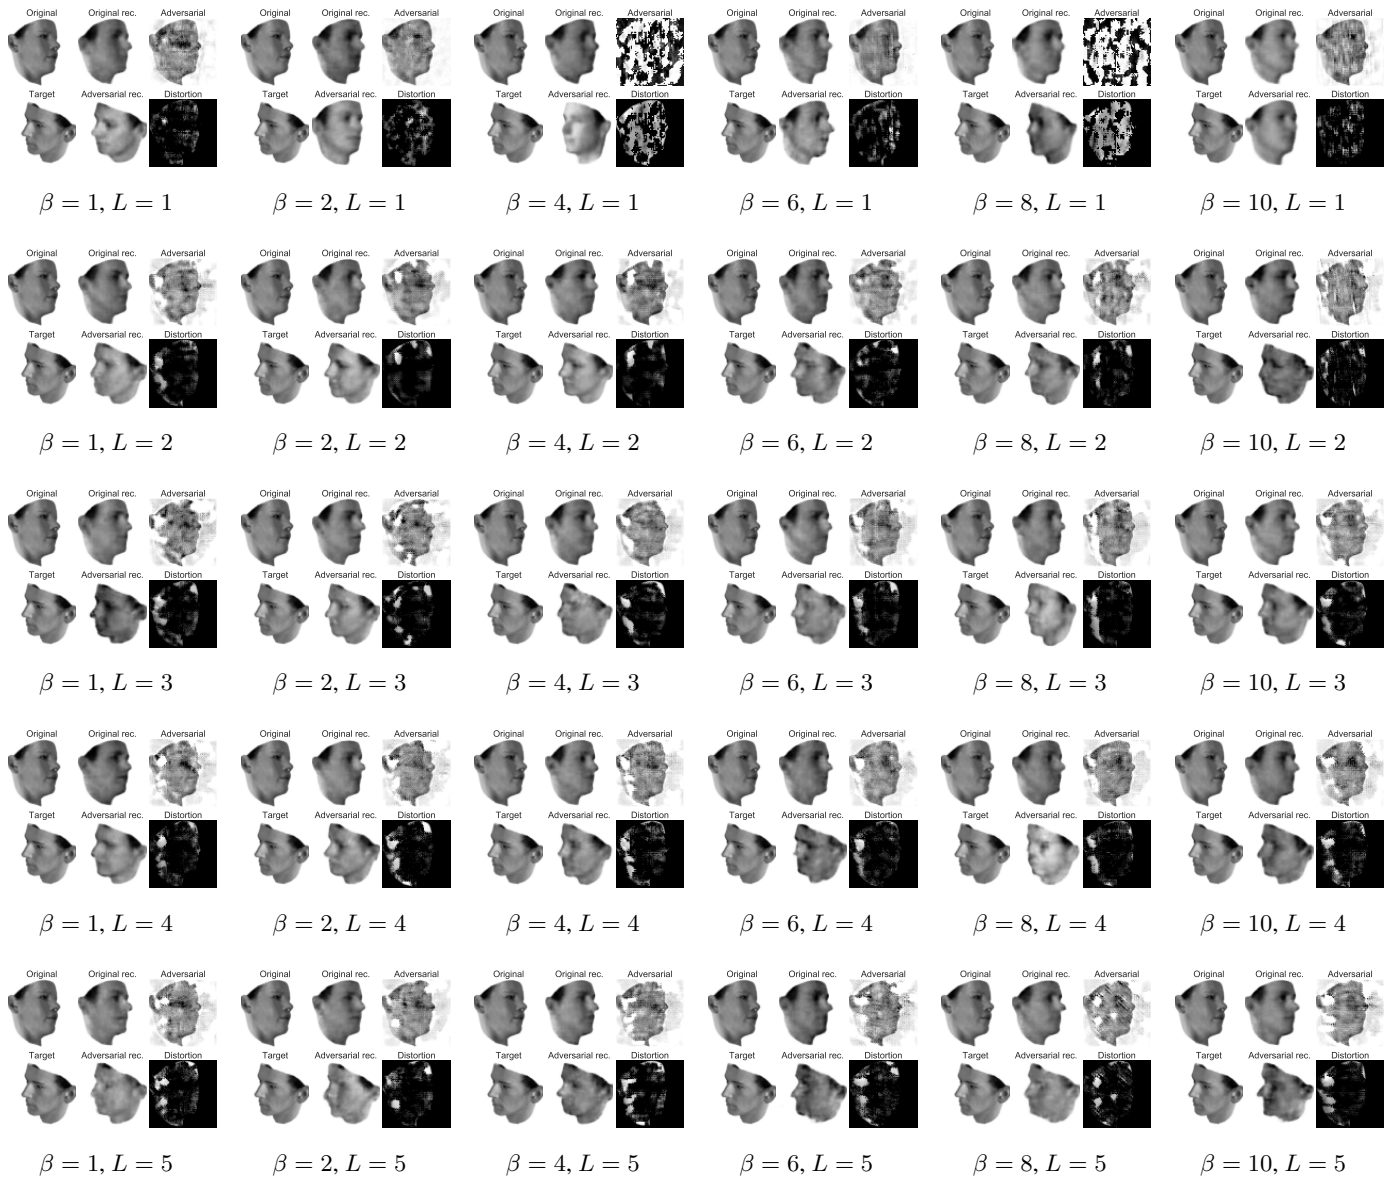 Original Original rec. Adversarial Original Original rec. Adversarial Original Original rec. Adversarial Original Original rec. Adversarial Original Original rec. Adversarial Original Original rec. Adversarial
Target Adversarial rec. Distortion Target Adversarial rec. Distortion Target Adversarial rec. Distortion Target Adversarial rec. Distortion Target Adversarial rec. Distortion Target Adversarial rec. Distortion
β = 1, L = 1 β = 2, L = 1 β = 4, L = 1 β = 6, L = 1 β = 8, L = 1 β = 10, L = 1
Original Original rec. Adversarial Original Original rec. Adversarial Original Original rec. Adversarial Original Original rec. Adversarial Original Original rec. Adversarial Original Original rec. Adversarial
Target Adversarial rec. Distortion Target Adversarial rec. Distortion Target Adversarial rec. Distortion Target Adversarial rec. Distortion Target Adversarial rec. Distortion Target Adversarial rec. Distortion
β = 1, L = 2 β = 2, L = 2 β = 4, L = 2 β = 6, L = 2 β = 8, L = 2 β = 10, L = 2
Original Original rec. Adversarial Original Original rec. Adversarial Original Original rec. Adversarial Original Original rec. Adversarial Original Original rec. Adversarial Original Original rec. Adversarial
Target Adversarial rec. Distortion Target Adversarial rec. Distortion Target Adversarial rec. Distortion Target Adversarial rec. Distortion Target Adversarial rec. Distortion Target Adversarial rec. Distortion
β = 1, L = 3 β = 2, L = 3 β = 4, L = 3 β = 6, L = 3 β = 8, L = 3 β = 10, L = 3
Original Original rec. Adversarial Original Original rec. Adversarial Original Original rec. Adversarial Original Original rec. Adversarial Original Original rec. Adversarial Original Original rec. Adversarial
Target Adversarial rec. Distortion Target Adversarial rec. Distortion Target Adversarial rec. Distortion Target Adversarial rec. Distortion Target Adversarial rec. Distortion Target Adversarial rec. Distortion
β = 1, L = 4 β = 2, L = 4 β = 4, L = 4 β = 6, L = 4 β = 8, L = 4 β = 10, L = 4
Original Original rec. Adversarial Original Original rec. Adversarial Original Original rec. Adversarial Original Original rec. Adversarial Original Original rec. Adversarial Original Original rec. Adversarial
Target Adversarial rec. Distortion Target Adversarial rec. Distortion Target Adversarial rec. Distortion Target Adversarial rec. Distortion Target Adversarial rec. Distortion Target Adversarial rec. Distortion
β = 1, L = 5 β = 2, L = 5 β = 4, L = 5 β = 6, L = 5 β = 8, L = 5 β = 10, L = 5